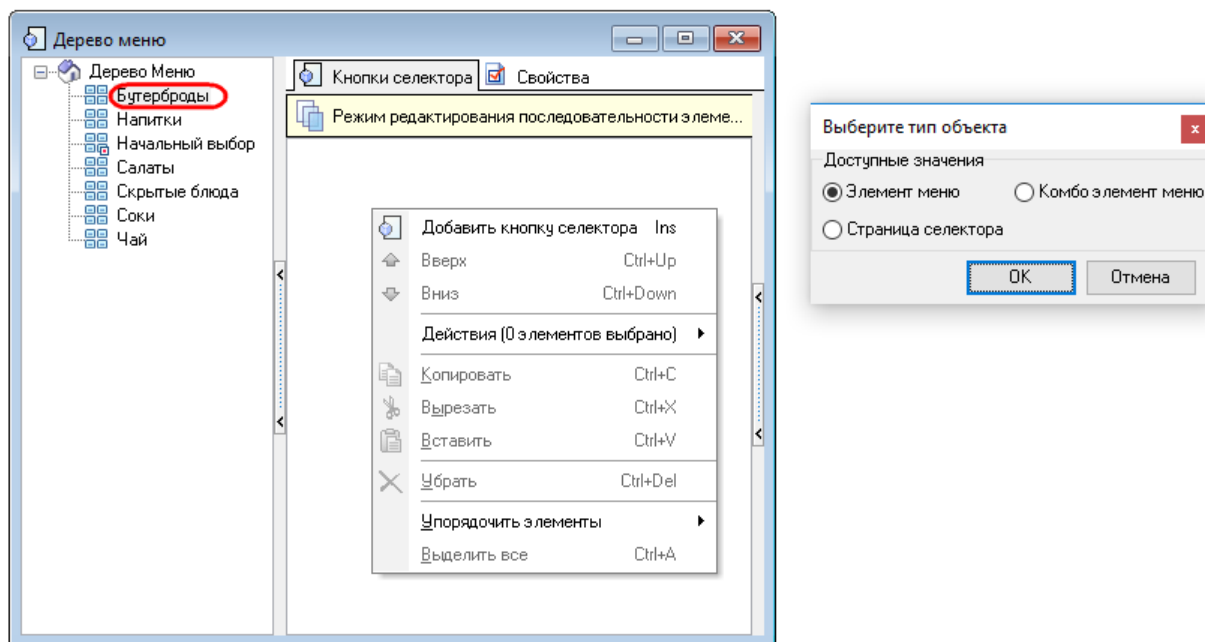 Дерево меню
Дерево Меню
Бутерброды
Напитки
Начальный выбор
Салаты
Скрытые блюда
Соки
Чай
Кнопки селектора Свойства
Режим редактирования последовательности элеме...
Добавить кнопку селектора Ins
Вверх Ctrl+Up
Вниз Ctrl+Down
Действия (0 элементов выбрано)
Копировать Ctrl+C
Вырезать Ctrl+X
Вставить Ctrl+V
Убрать Ctrl+Del
Упорядочить элементы
Выделить все Ctrl+A
Выберите тип объекта
Доступные значения
Элемент меню Комбо элемент меню
Страница селектора
OK Отмена